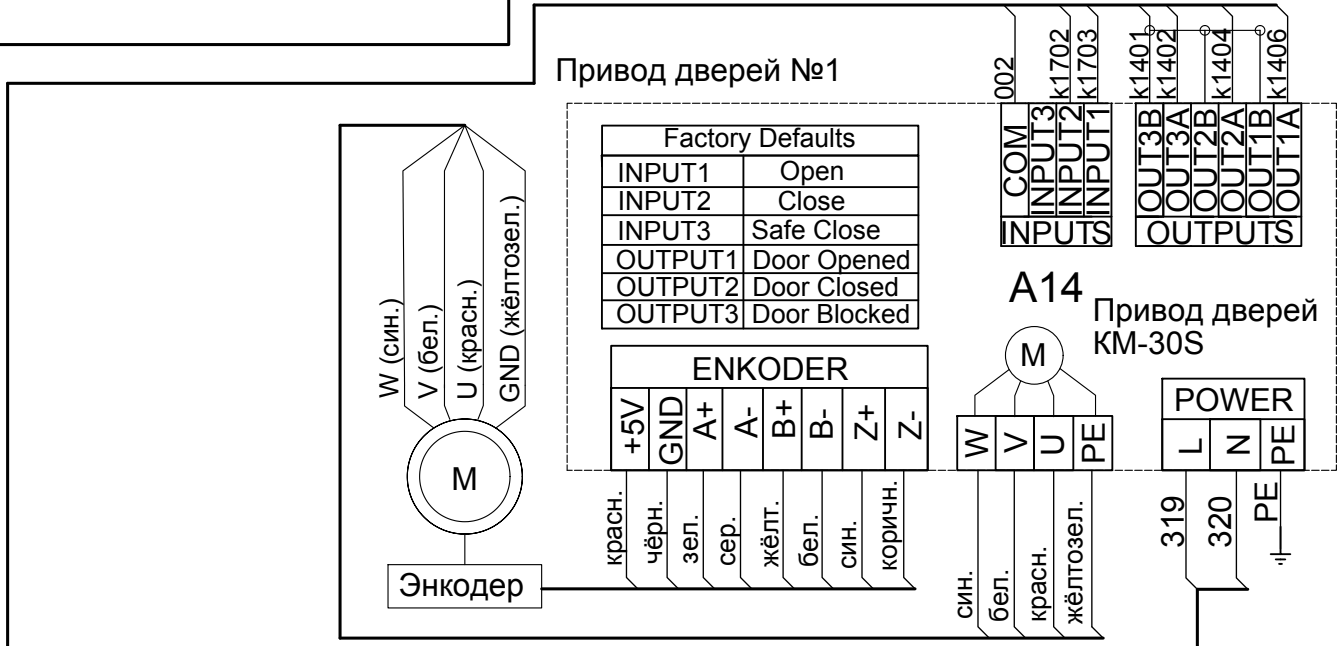 Привод дверей №1
002
k1702
k1703
k1401
k1402
k1404
k1406
COM
INPUT3
INPUT2
INPUT1
INPUTS
OUT3B
OUT3A
OUT2B
OUT2A
OUT1B
OUT1A
OUTPUTS
Factory Defaults
INPUT1 Open
INPUT2 Close
INPUT3 Safe Close
OUTPUT1 Door Opened
OUTPUT2 Door Closed
OUTPUT3 Door Blocked
A14
Привод дверей
КМ-30S
W (син.)
V (бел.)
U (красн.)
GND (жёлтозел.)
M
Энкодер
ENKODER
+5V
GND
A+
A-
B+
B-
Z+
Z-
красн.
чёрн.
зел.
сер.
жёлт.
бел.
син.
коричн.
M
W
V
U
PE
син.
бел.
красн.
жёлтозел.
POWER
L
N
PE
319
320
PE